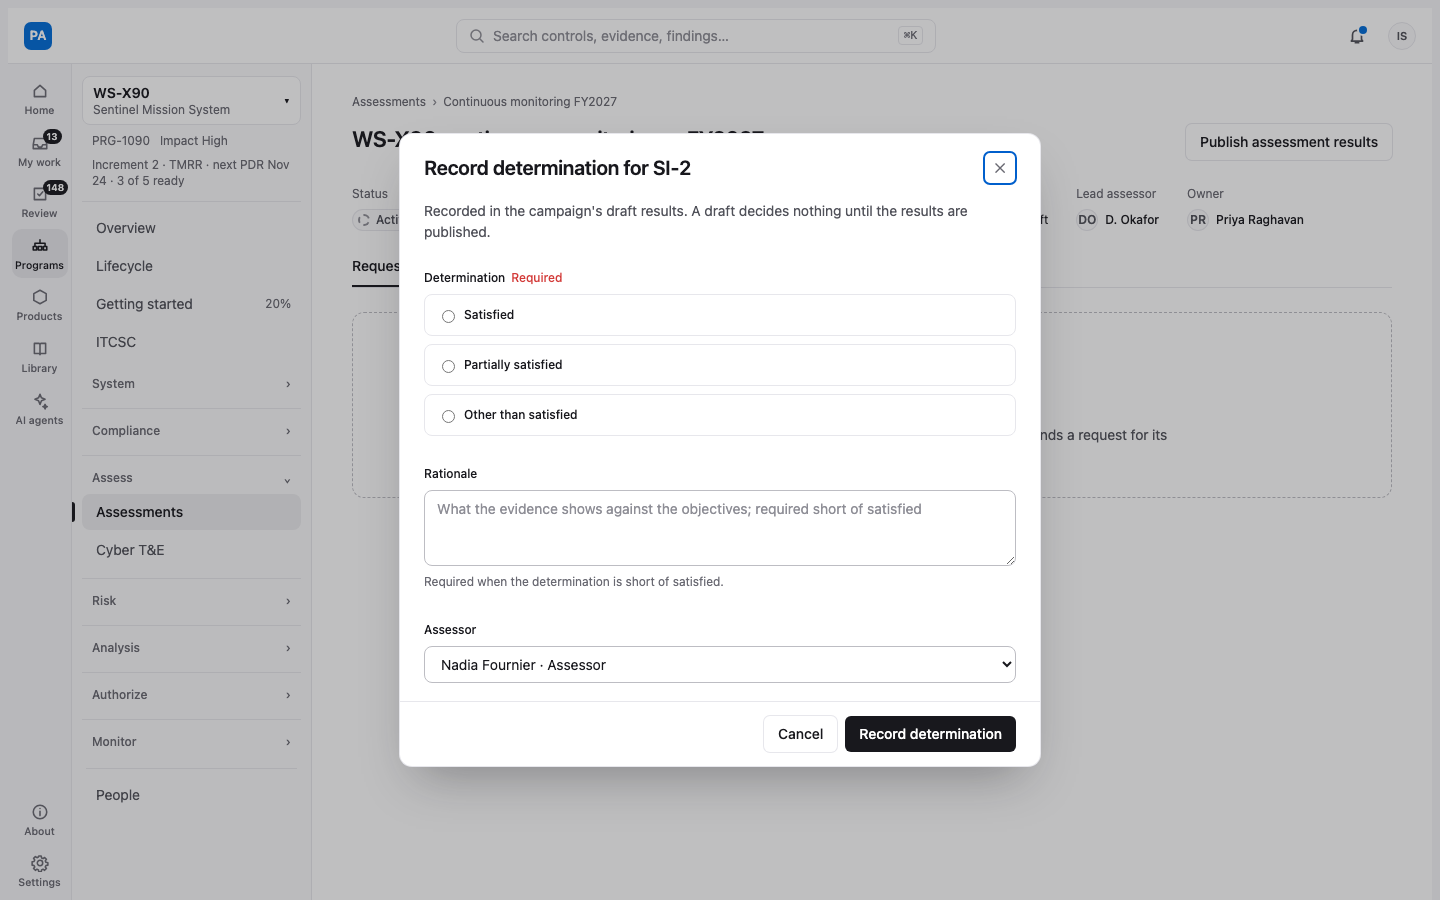 PA
Search controls, evidence, findings...
⌘K
IS
Home
13
My work
148
Review
Programs
Products
Library
AI agents
About
Settings
WS-X90
Sentinel Mission System
PRG-1090 Impact High
Increment 2 · TMRR · next PDR Nov
24 · 3 of 5 ready
Overview
Lifecycle
Getting started 20%
ITCSC
System
Compliance
Assess
Assessments
Cyber T&E
Risk
Analysis
Authorize
Monitor
People
Assessments › Continuous monitoring FY2027
Publish assessment results
Status
Lead assessor
DO D. Okafor
Owner
PR Priya Raghavan
nds a request for its
Record determination for SI-2
Recorded in the campaign's draft results. A draft decides nothing until the results are
published.
Determination Required
Satisfied
Partially satisfied
Other than satisfied
Rationale
What the evidence shows against the objectives; required short of satisfied
Required when the determination is short of satisfied.
Assessor
Nadia Fournier · Assessor
Cancel
Record determination